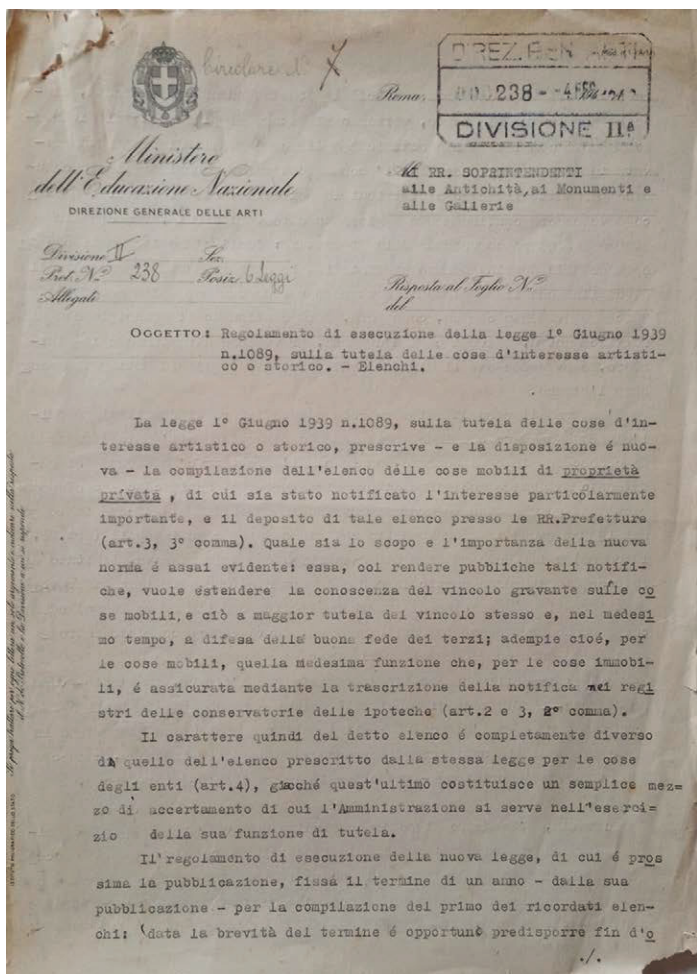 Circolare N° 7
DIREZ. GEN. ARTI
Roma, 238 - 4 FEB
DIVISIONE IIª
Ministero
dell'Educazione Nazionale
DIREZIONE GENERALE DELLE ARTI
Ai RR. SOPRINTENDENTI
alle Antichità, ai Monumenti e
alle Gallerie
Divisione II Sez.
Prot. N.º 238 Posiz. 6 Leggi
Allegati
Risposta al Foglio N.º
del
OGGETTO: Regolamento di esecuzione della legge 1° Giugno 1939
n.1089, sulla tutela delle cose d'interesse artisti-
co o storico. - Elenchi.
La legge 1° Giugno 1939 n.1089, sulla tutela delle cose d'in-
teresse artistico o storico, prescrive - e la disposizione é nuo-
va - la compilazione dell'elenco delle cose mobili di proprietà
privata , di cui sia stato notificato l'interesse particolarmente
importante, e il deposito di tale elenco presso le RR.Prefetture
(art.3, 3° comma). Quale sia lo scopo e l'importanza della nuova
norma é assai evidente: essa, col rendere pubbliche tali notifi-
che, vuole estendere la conoscenza del vincolo gravante sulle co
se mobili, e ciò a maggior tutela del vincolo stesso e, nel medesi
mo tempo, a difesa della buona fede dei terzi; adempie cioé, per
le cose mobili, quella medesima funzione che, per le cose immobi-
li, é assicurata mediante la trascrizione della notifica nei regi
stri delle conservatorie delle ipoteche (art.2 e 3, 2° comma).
Il carattere quindi del detto elenco é completamente diverso
da quello dell'elenco prescritto dalla stessa legge per le cose
degli enti (art.4), giacché quest'ultimo costituisce un semplice mez=
zo di accertamento di cui l'Amministrazione si serve nell'eserci=
zio della sua funzione di tutela.
Il regolamento di esecuzione della nuova legge, di cui é pros
sima la pubblicazione, fissa il termine di un anno - dalla sua
pubblicazione - per la compilazione del primo dei ricordati elen-
chi: (data la brevità del termine é opportuno predisporre fin d'o
./.